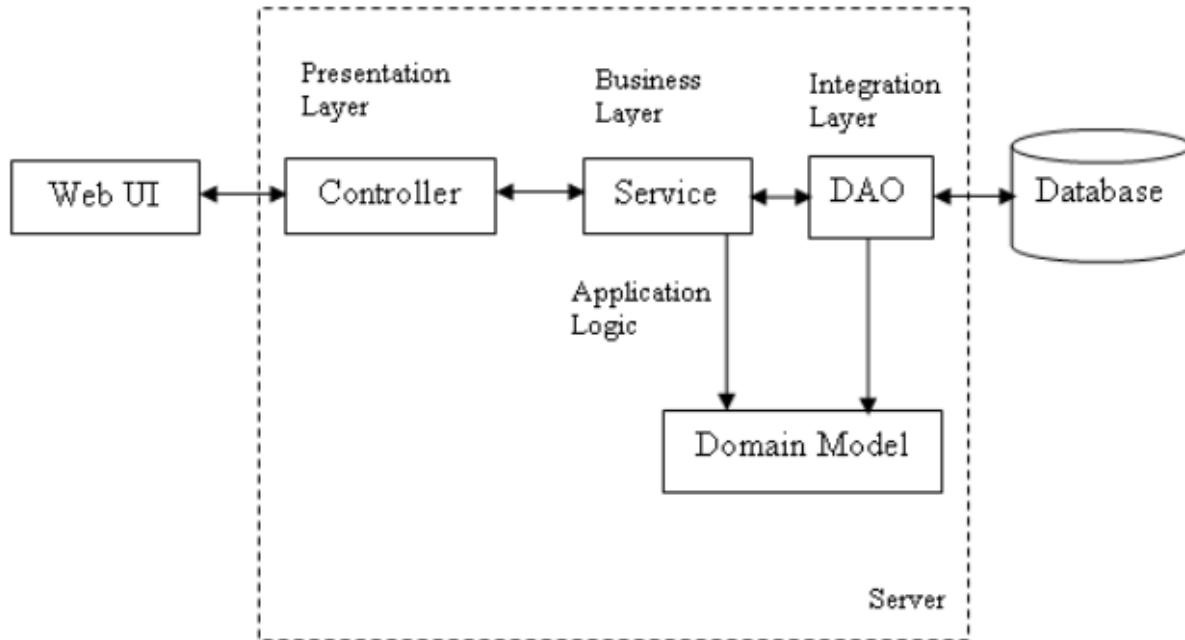 Presentation
Layer
Business
Layer
Integration
Layer
Web UI
Controller
Service
DAO
Database
Application
Logic
Domain Model
Server